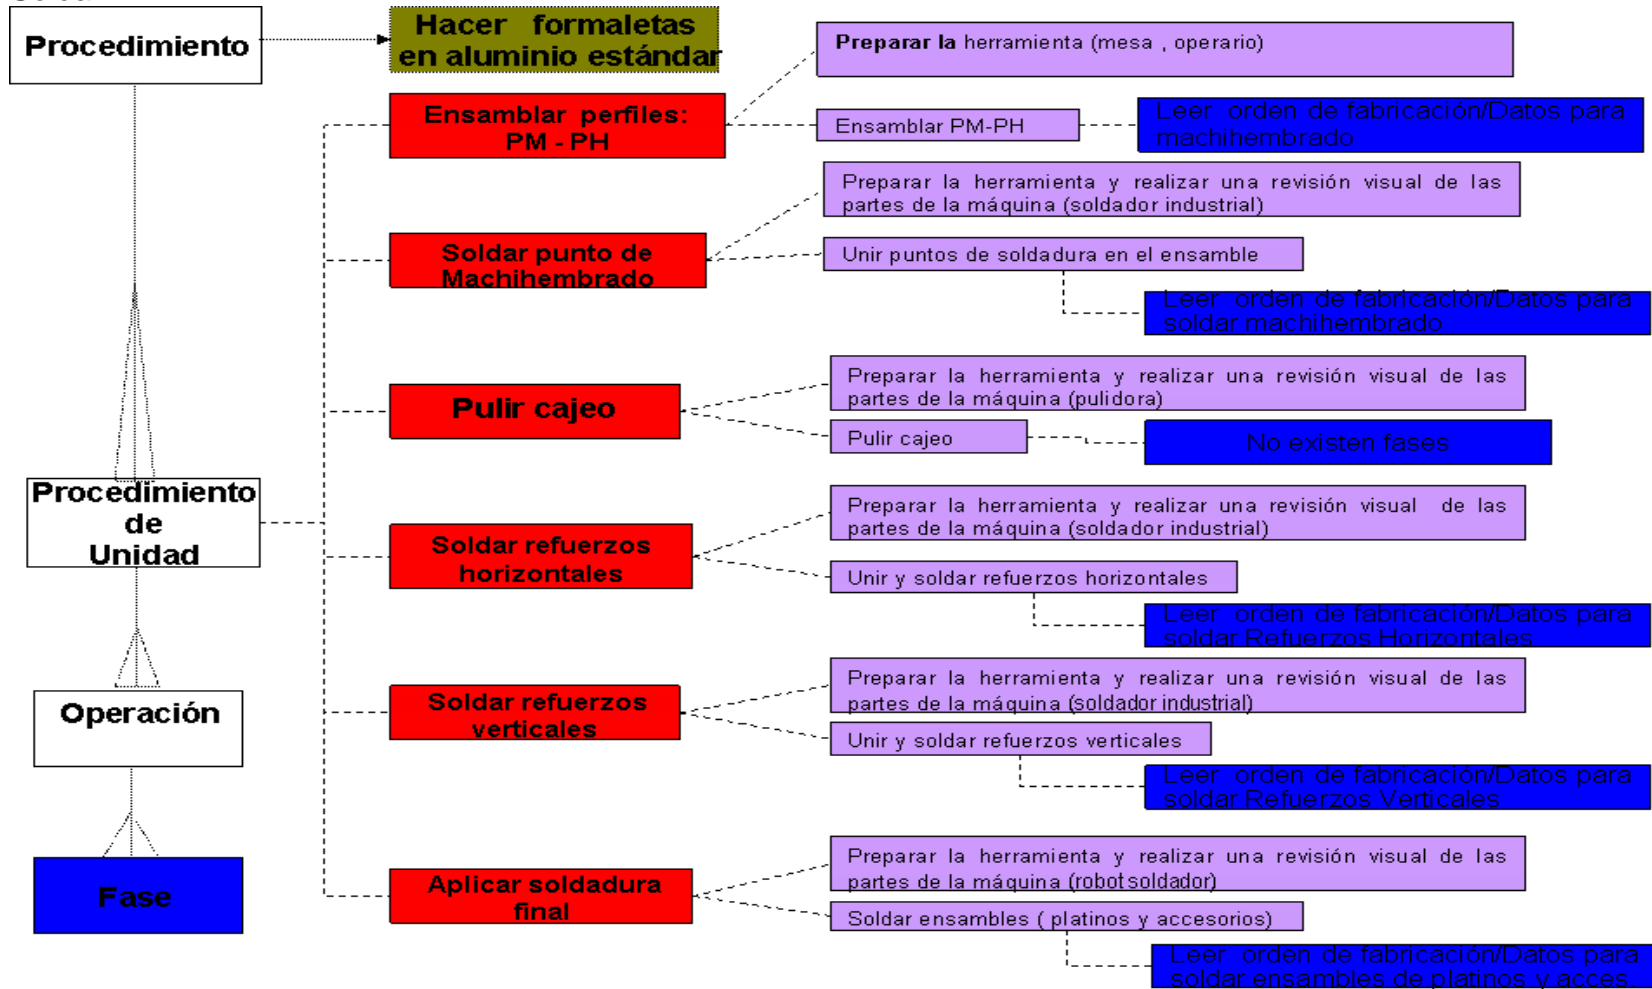 Procedimiento
Hacer formaletas
en aluminio estándar
Preparar la herramienta (mesa , operario)
Ensamblar perfiles:
PM - PH
Ensamblar PM-PH
Leer orden de fabricación/Datos para
machihembrado
Preparar la herramienta y realizar una revisión visual de las
partes de la máquina (soldador industrial)
Soldar punto de
Machihembrado
Unir puntos de soldadura en el ensamble
Leer orden de fabricación/Datos para
soldar machihembrado
Preparar la herramienta y realizar una revisión visual de las
partes de la máquina (pulidora)
Pulir cajeo
Pulir cajeo
No existen fases
Procedimiento
de
Unidad
Preparar la herramienta y realizar una revisión visual de las
partes de la máquina (soldador industrial)
Soldar refuerzos
horizontales
Unir y soldar refuerzos horizontales
Leer orden de fabricación/Datos para
soldar Refuerzos Horizontales
Operación
Preparar la herramienta y realizar una revisión visual de las
partes de la máquina (soldador industrial)
Soldar refuerzos
verticales
Unir y soldar refuerzos verticales
Leer orden de fabricación/Datos para
soldar Refuerzos Verticales
Fase
Preparar la herramienta y realizar una revisión visual de las
partes de la máquina (robot soldador)
Aplicar soldadura
final
Soldar ensambles ( platinos y accesorios)
Leer orden de fabricación/Datos para
soldar ensambles de platinos y acces